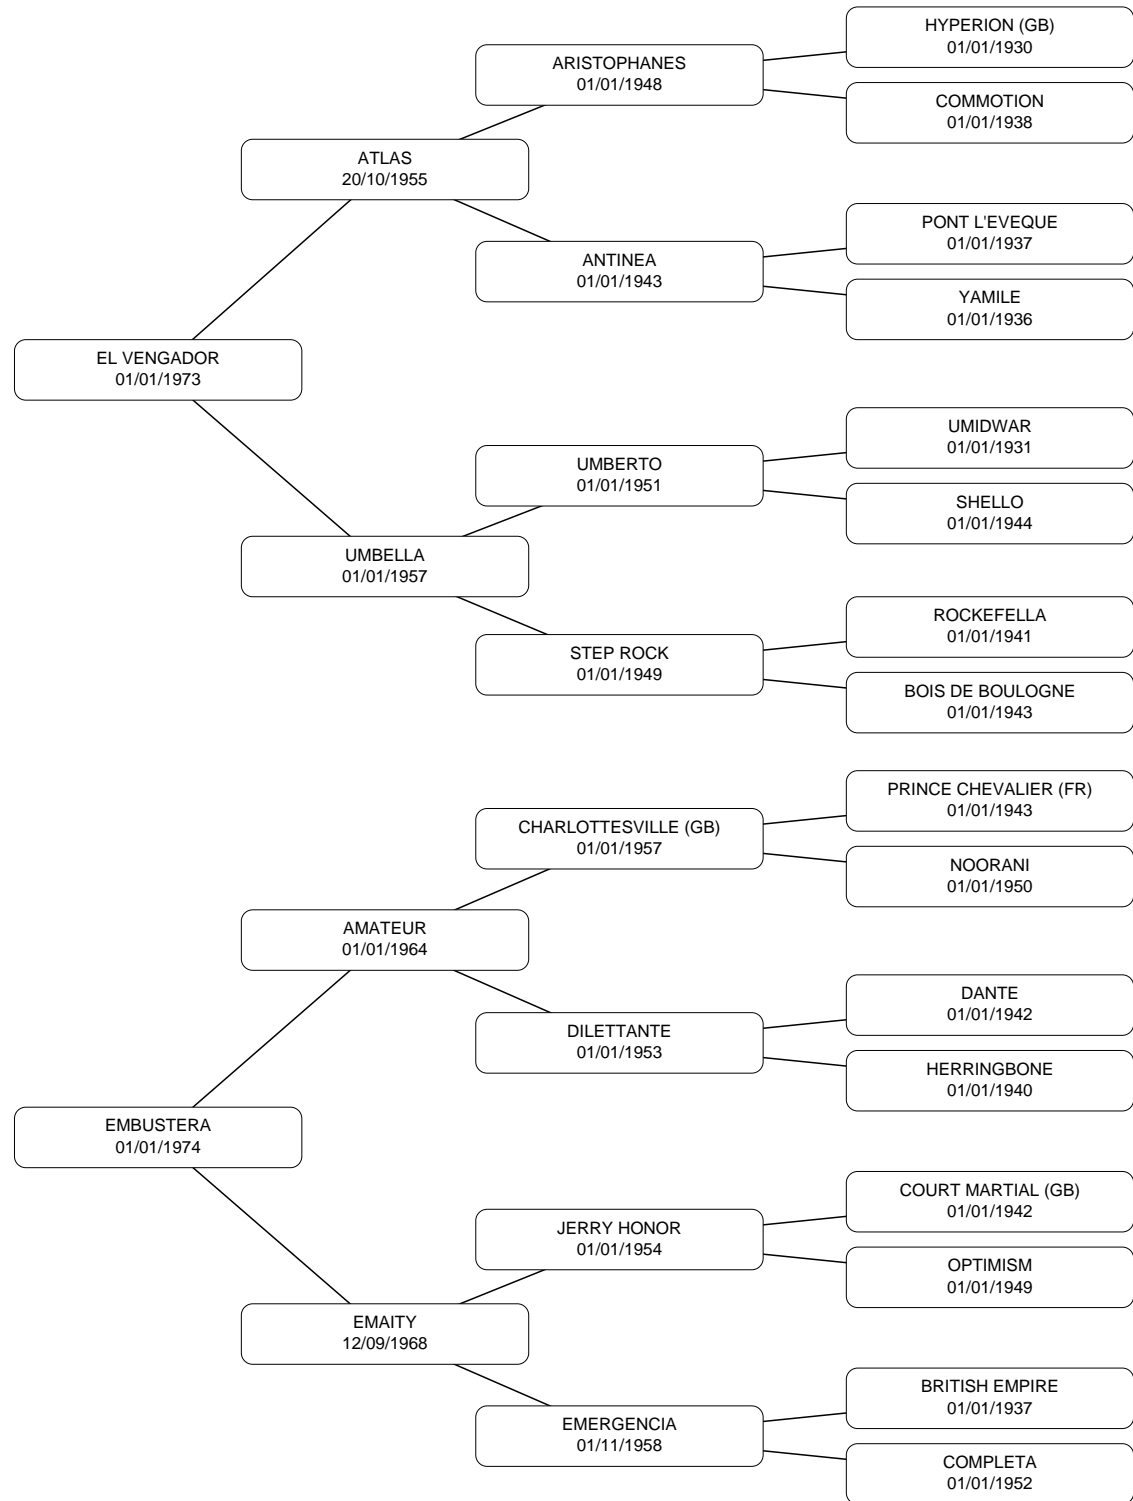 HYPERION (GB)
01/01/1930
ARISTOPHANES
01/01/1948
COMMOTION
01/01/1938
ATLAS
20/10/1955
PONT L'EVEQUE
01/01/1937
ANTINEA
01/01/1943
YAMILE
01/01/1936
EL VENGADOR
01/01/1973
UMIDWAR
01/01/1931
UMBERTO
01/01/1951
SHELLO
01/01/1944
UMBELLA
01/01/1957
ROCKEFELLA
01/01/1941
STEP ROCK
01/01/1949
BOIS DE BOULOGNE
01/01/1943
PRINCE CHEVALIER (FR)
01/01/1943
CHARLOTTESVILLE (GB)
01/01/1957
NOORANI
01/01/1950
AMATEUR
01/01/1964
DANTE
01/01/1942
DILETTANTE
01/01/1953
HERRINGBONE
01/01/1940
EMBUSTERA
01/01/1974
COURT MARTIAL (GB)
01/01/1942
JERRY HONOR
01/01/1954
OPTIMISM
01/01/1949
EMAITY
12/09/1968
BRITISH EMPIRE
01/01/1937
EMERGENCIA
01/11/1958
COMPLETA
01/01/1952